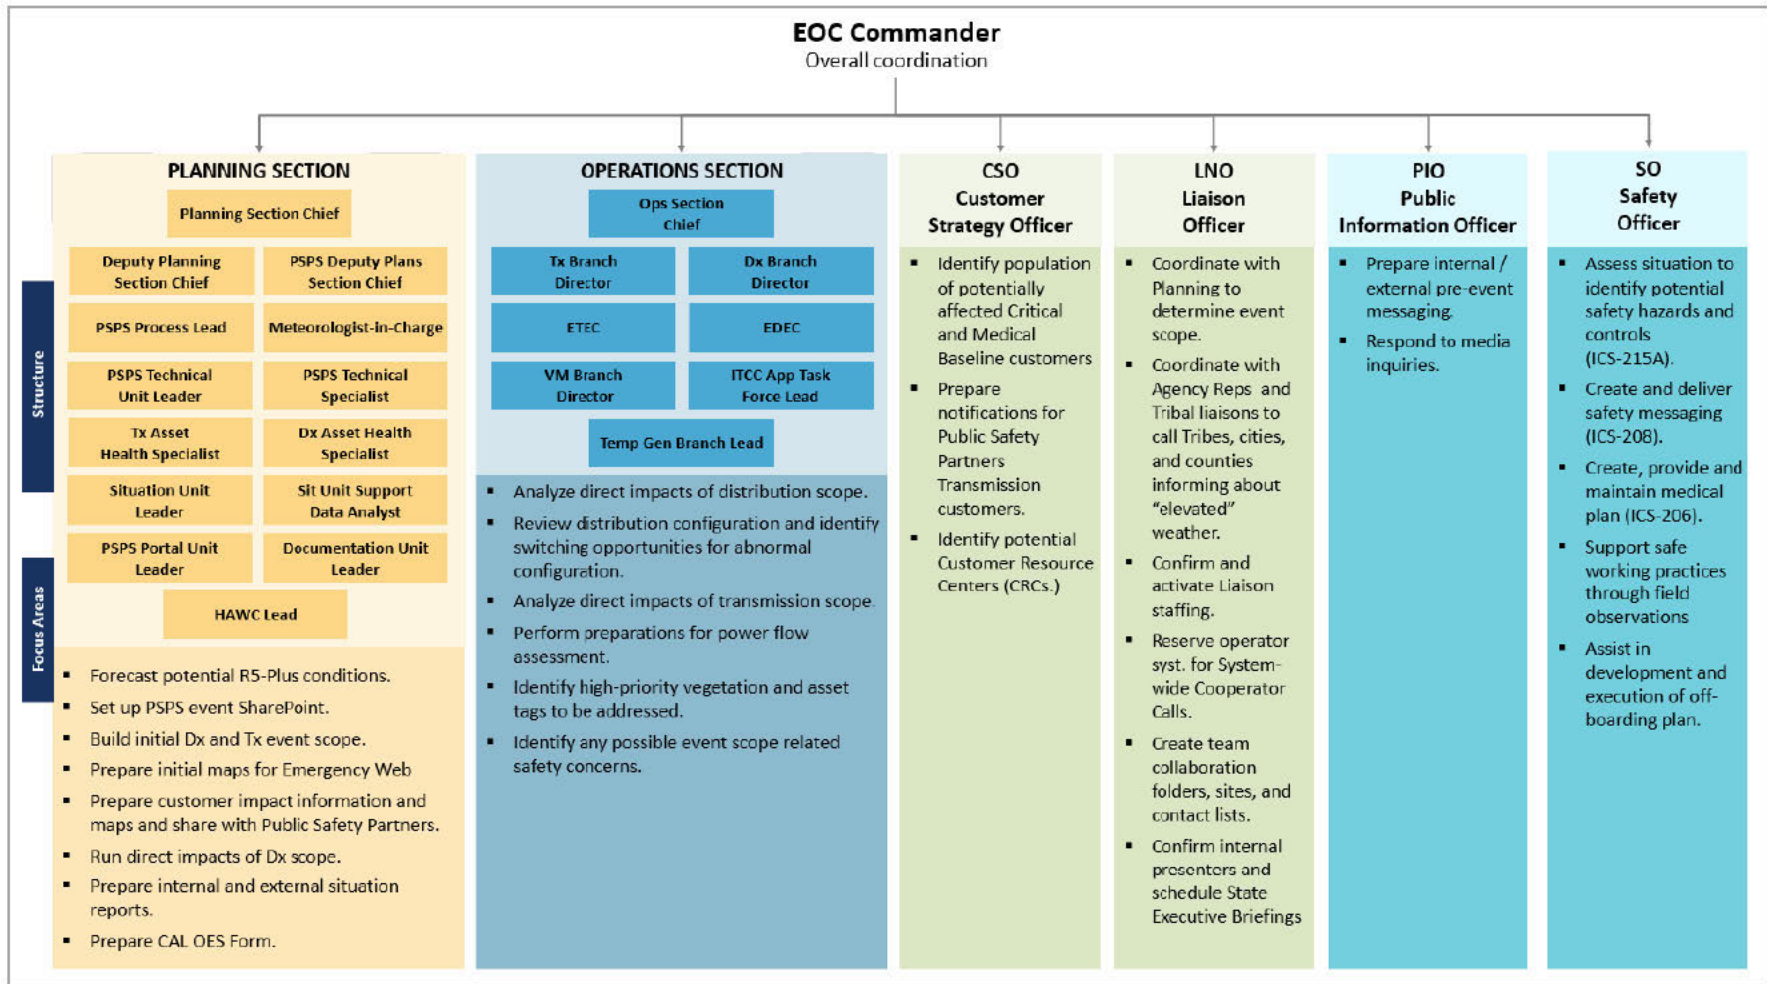 EOC Commander
Overall coordination
Structure
Focus Areas
PLANNING SECTION
Planning Section Chief
Deputy Planning
Section Chief
PSPS Deputy Plans
Section Chief
PSPS Process Lead
Meteorologist-in-Charge
PSPS Technical
Unit Leader
PSPS Technical
Specialist
Tx Asset
Health Specialist
Dx Asset Health
Specialist
Situation Unit
Leader
Sit Unit Support
Data Analyst
PSPS Portal Unit
Leader
Documentation Unit
Leader
HAWC Lead
▪ Forecast potential R5-Plus conditions.
▪ Set up PSPS event SharePoint.
▪ Build initial Dx and Tx event scope.
▪ Prepare initial maps for Emergency Web
▪ Prepare customer impact information and
maps and share with Public Safety Partners.
▪ Run direct impacts of Dx scope.
▪ Prepare internal and external situation
reports.
▪ Prepare CAL OES Form.
OPERATIONS SECTION
Ops Section
Chief
Tx Branch
Director
Dx Branch
Director
ETEC
EDEC
VM Branch
Director
ITCC App Task
Force Lead
Temp Gen Branch Lead
▪ Analyze direct impacts of distribution scope.
▪ Review distribution configuration and identify
switching opportunities for abnormal
configuration.
▪ Analyze direct impacts of transmission scope.
▪ Perform preparations for power flow
assessment.
▪ Identify high-priority vegetation and asset
tags to be addressed.
▪ Identify any possible event scope related
safety concerns.
CSO
Customer
Strategy Officer
▪ Identify population
of potentially
affected Critical
and Medical
Baseline customers
▪ Prepare
notifications for
Public Safety
Partners
Transmission
customers.
▪ Identify potential
Customer Resource
Centers (CRCs.)
LNO
Liaison
Officer
▪ Coordinate with
Planning to
determine event
scope.
▪ Coordinate with
Agency Reps and
Tribal liaisons to
call Tribes, cities,
and counties
informing about
“elevated”
weather.
▪ Confirm and
activate Liaison
staffing.
▪ Reserve operator
syst. for System-
wide Cooperator
Calls.
▪ Create team
collaboration
folders, sites, and
contact lists.
▪ Confirm internal
presenters and
schedule State
Executive Briefings
PIO
Public
Information Officer
▪ Prepare internal /
external pre-event
messaging.
▪ Respond to media
inquiries.
SO
Safety
Officer
▪ Assess situation to
identify potential
safety hazards and
controls
(ICS-215A).
▪ Create and deliver
safety messaging
(ICS-208).
▪ Create, provide and
maintain medical
plan (ICS-206).
▪ Support safe
working practices
through field
observations
▪ Assist in
development and
execution of off-
boarding plan.